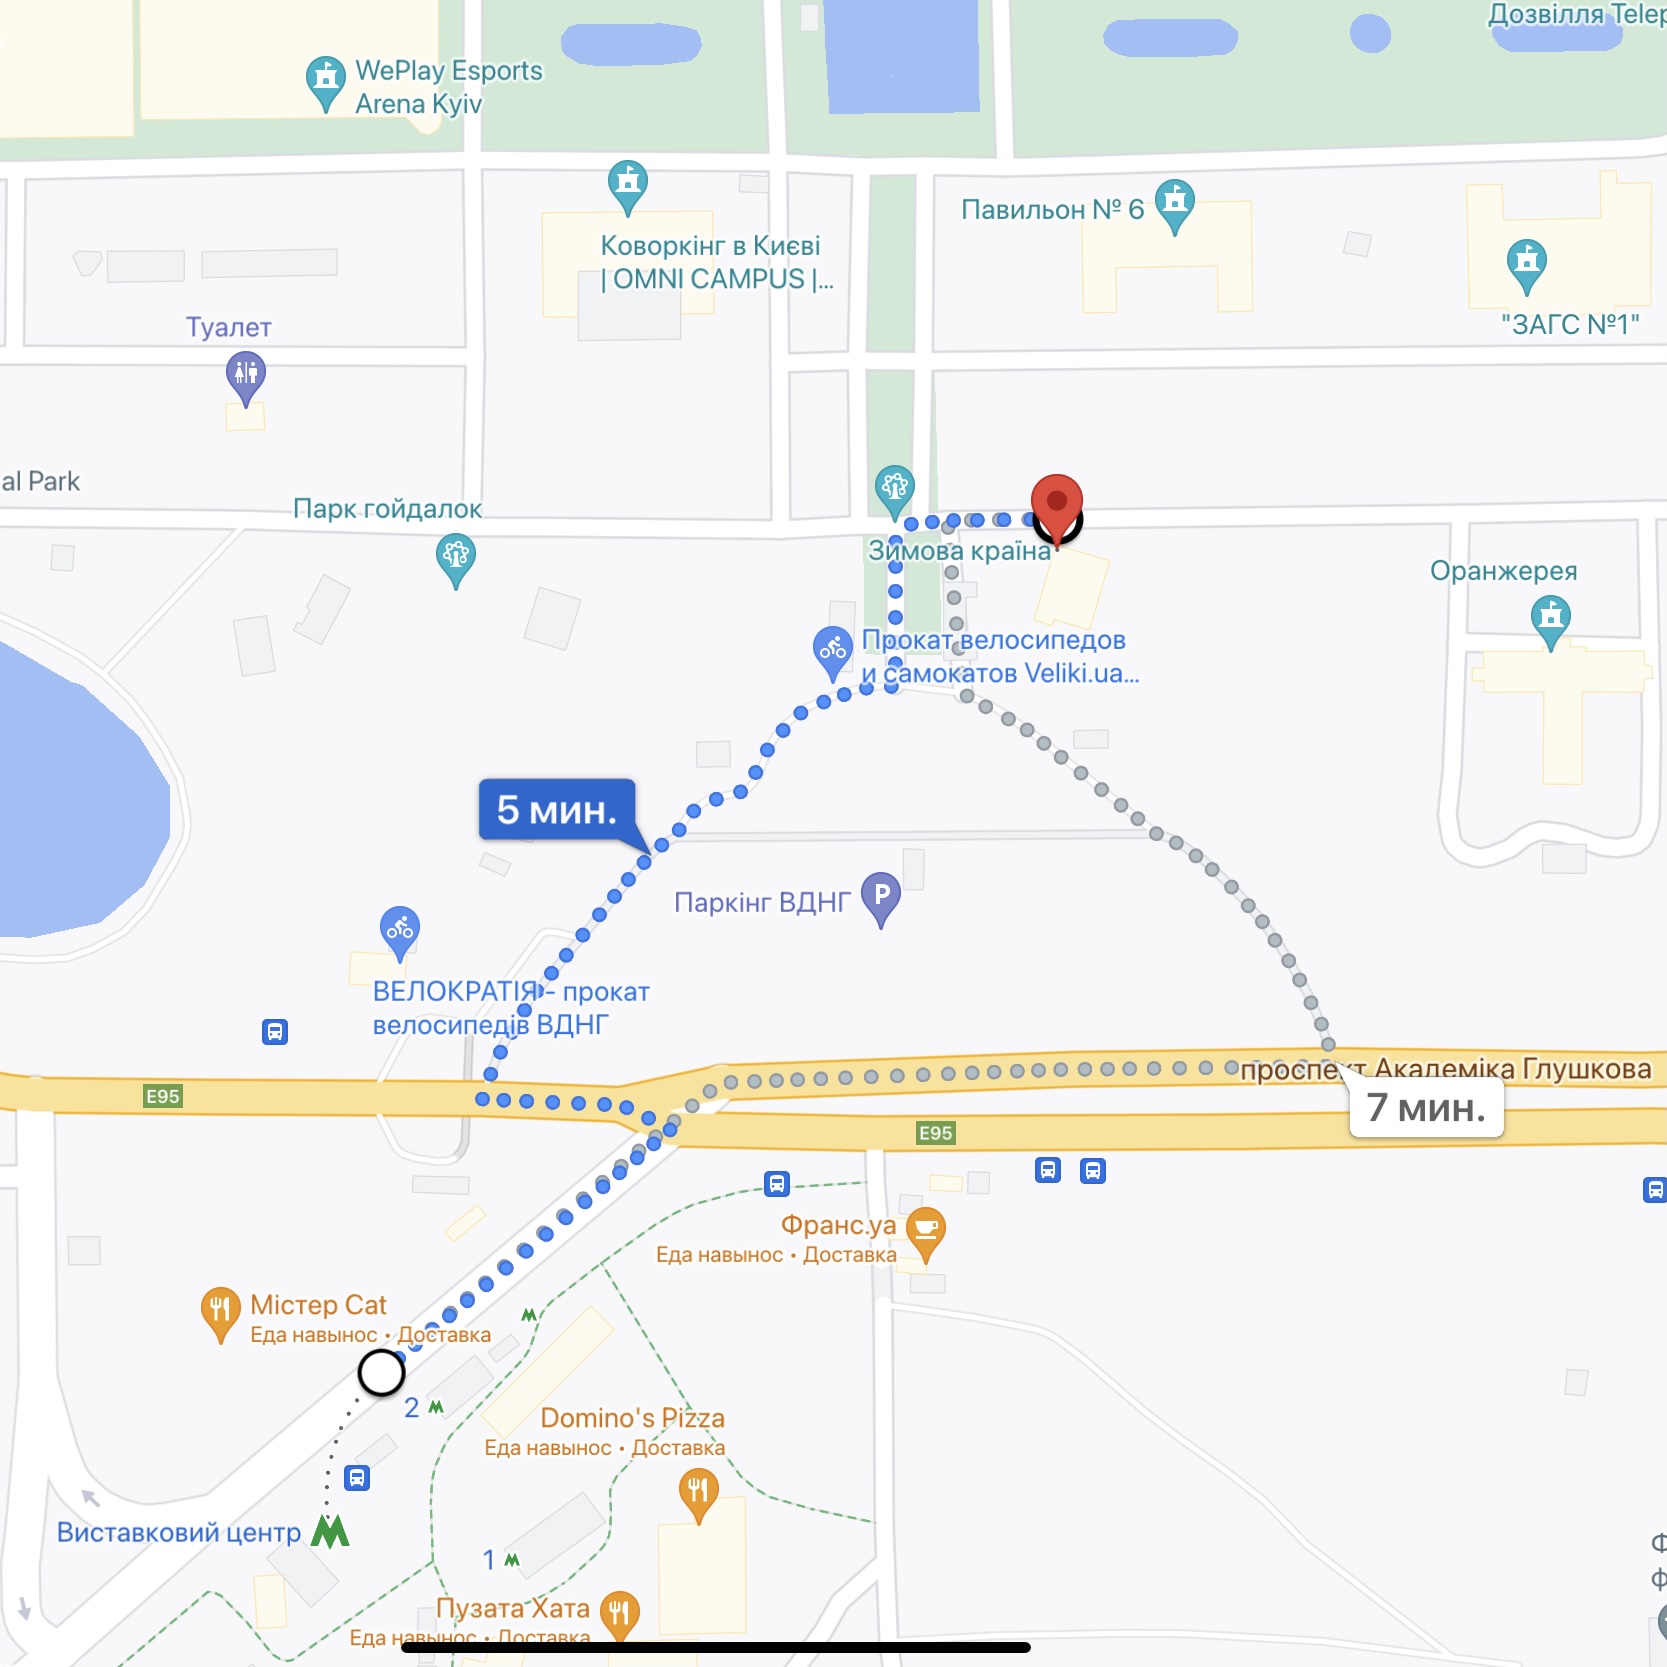 Дозвілля Telep
WePlay Esports
Arena Kyiv
Павильон № 6
Коворкінг в Києві
| OMNI CAMPUS |...
"ЗАГС №1"
Туалет
al Park
Парк гойдалок
Зимова країна
Оранжерея
Прокат велосипедов
и самокатов Veliki.ua...
5 мин.
Паркінг ВДНГ
P
ВЕЛОКРАТІЯ - прокат
велосипедів ВДНГ
проспект Академіка Глушкова
E95
7 мин.
E95
Франс.уа
Еда навынос • Доставка
Містер Cat
Еда навынос • Доставка
2
Domino's Pizza
Еда навынос • Доставка
Виставковий центр
1
Пузата Хата
Еда навынос • Доставка
Ф
ф